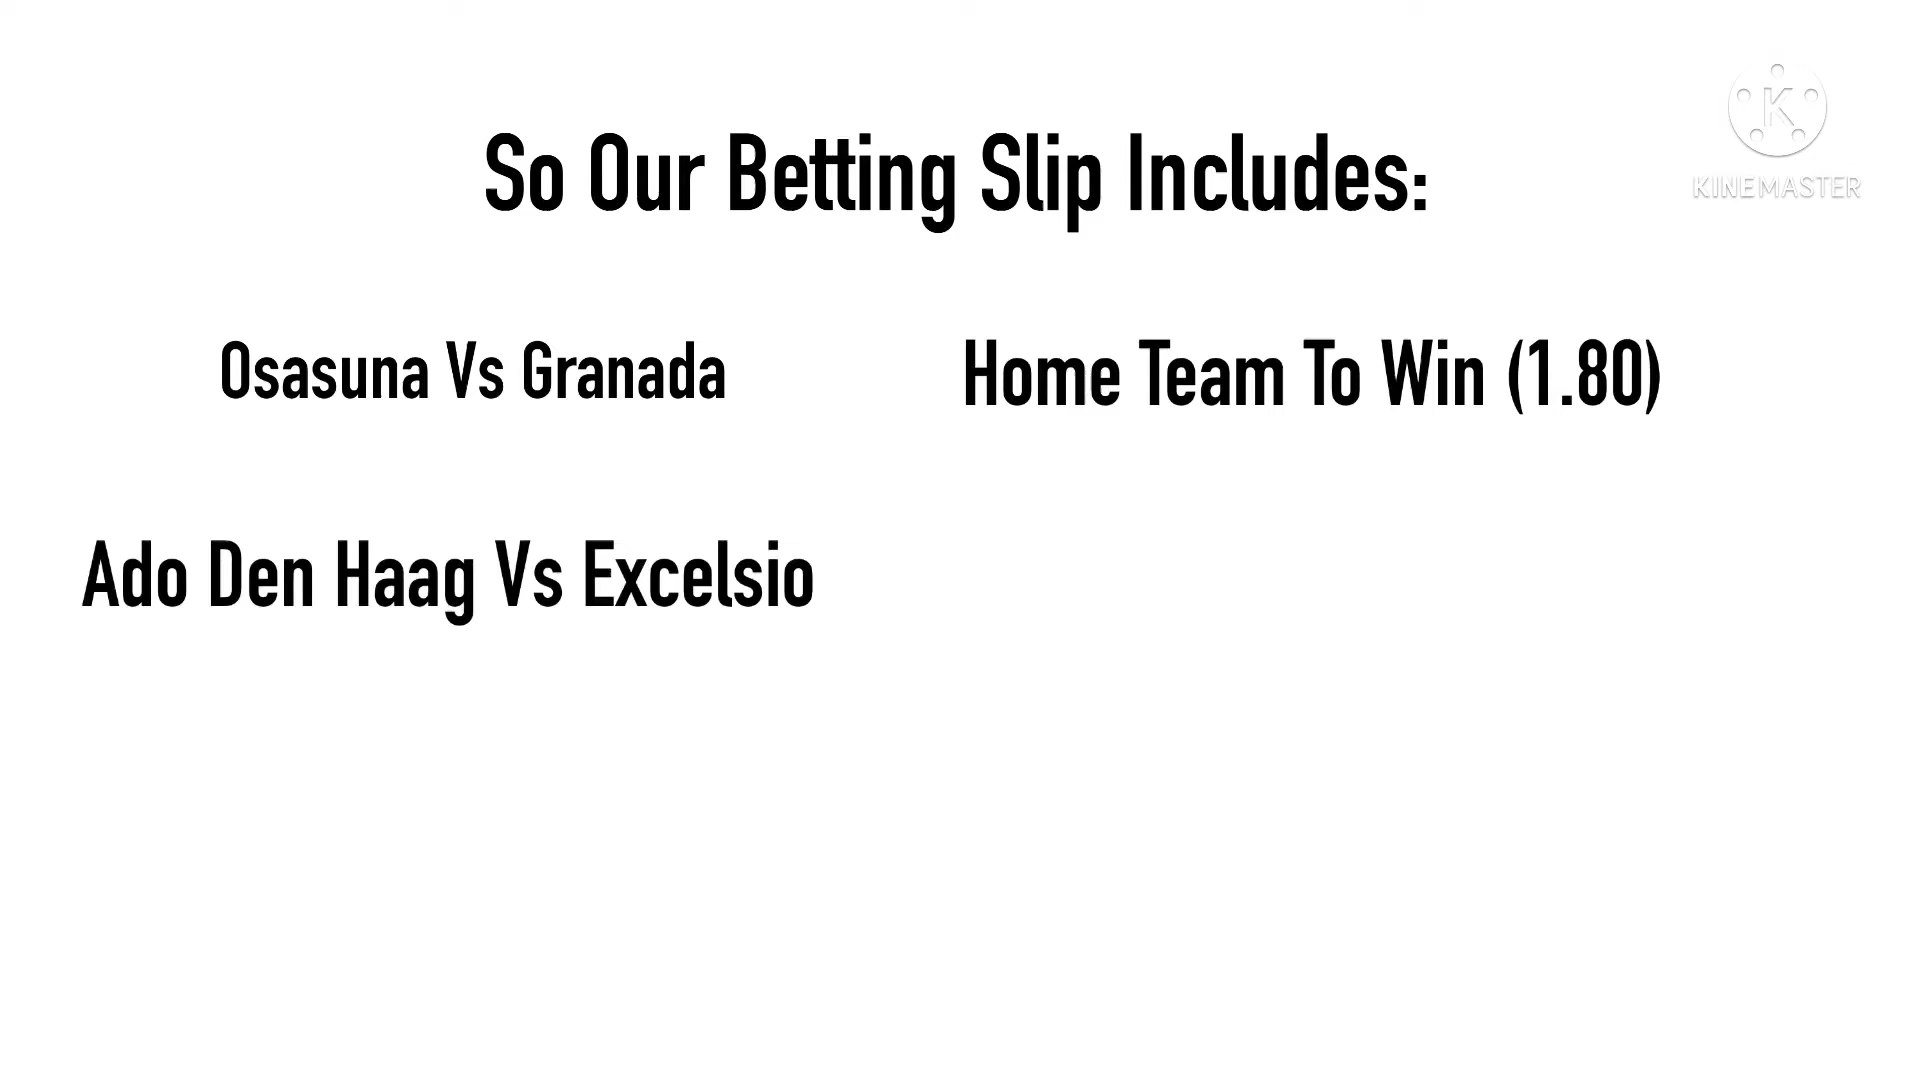 So Our Betting Slip Includes:
K
KINEMASTER
Osasuna Vs Granada
Home Team To Win (1.80)
Ado Den Haag Vs Excelsio